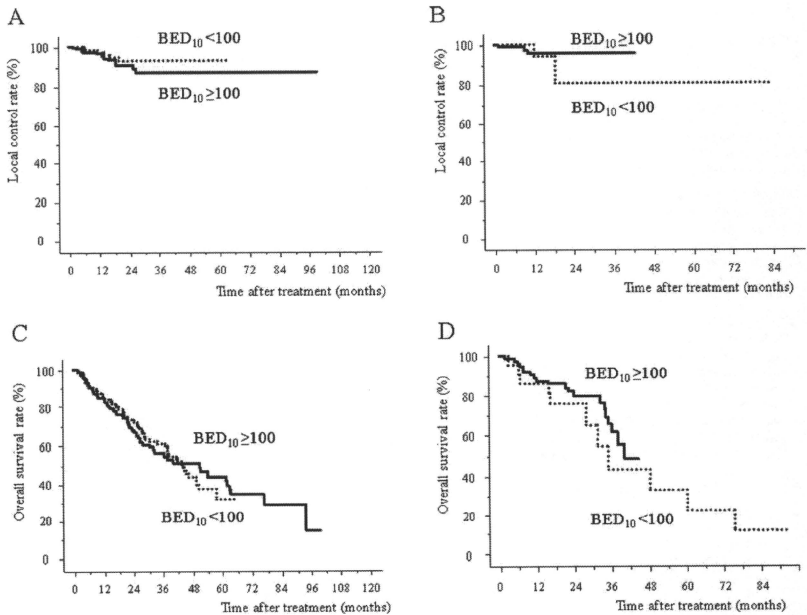 A
BED10<100
BED10≥100
Local control rate (%)
100
80
60
40
20
0
0 12 24 36 48 60 72 84 96 108 120
Time after treatment (months)
B
BED10≥100
BED10<100
Local control rate (%)
100
80
60
40
20
0
0 12 24 36 48 60 72 84
Time after treatment (months)
C
BED10≥100
BED10<100
Overall survival rate (%)
100
80
60
40
20
0
0 12 24 36 48 60 72 84 96 108 120
Time after treatment (months)
D
BED10≥100
BED10<100
Overall survival rate (%)
100
80
60
40
20
0
0 12 24 36 48 60 72 84
Time after treatment (months)